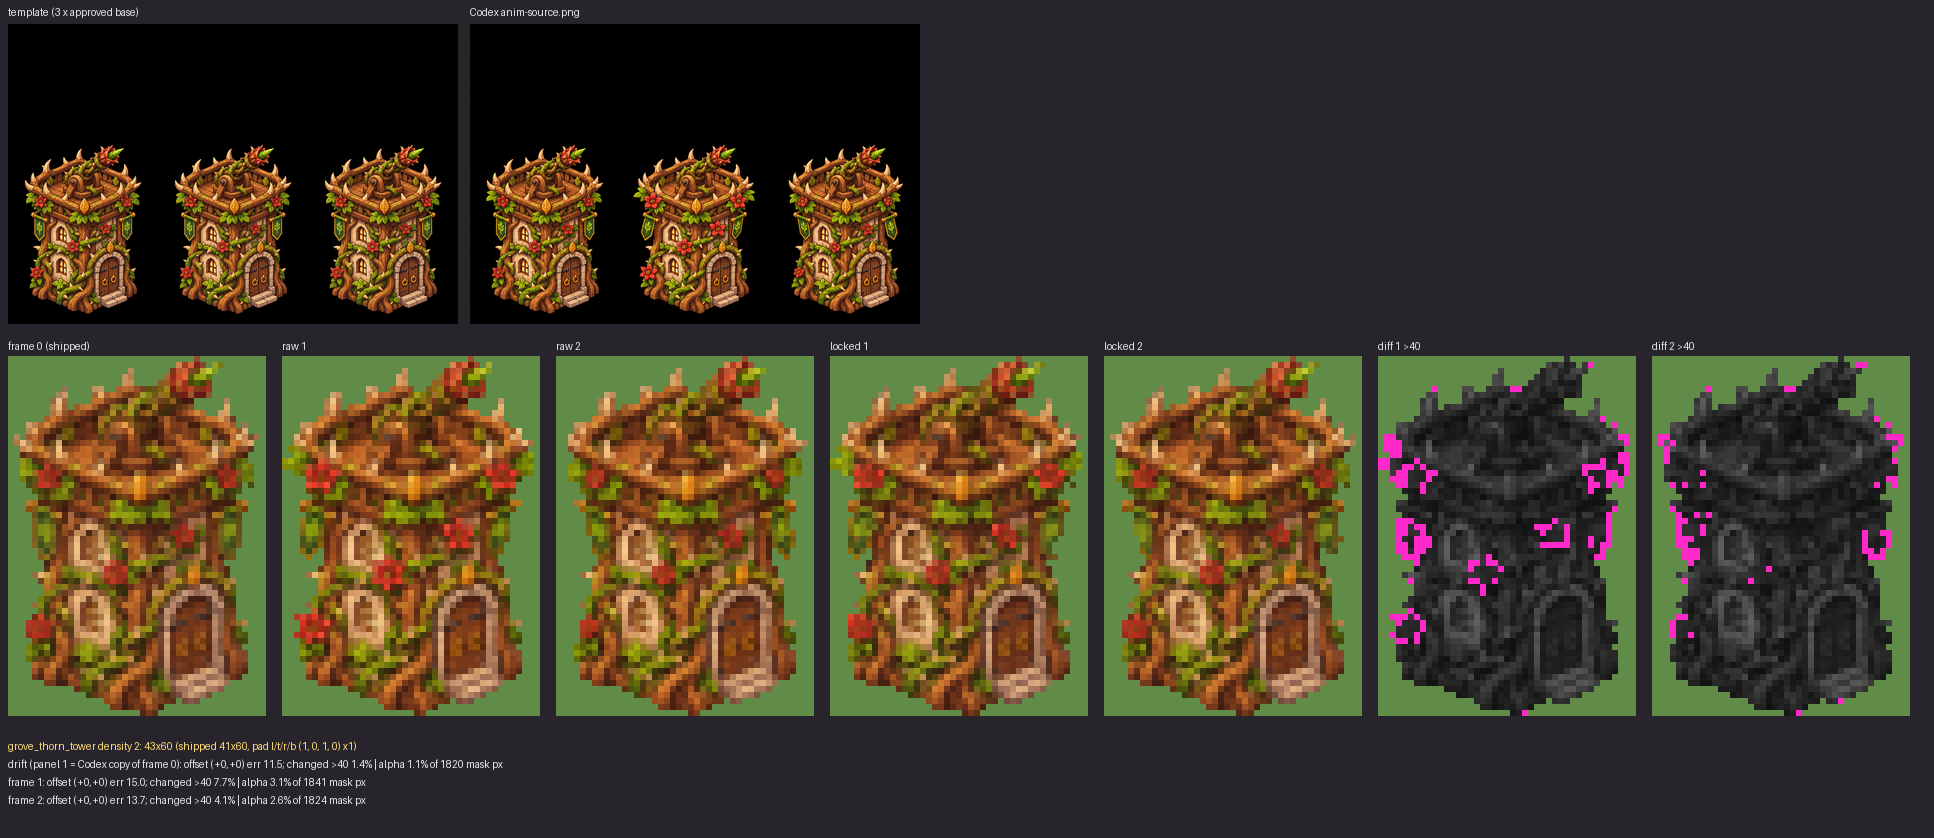 template (3 x approved base)
Codex anim-source.png
frame 0 (shipped)
raw 1
raw 2
locked 1
locked 2
diff 1 >40
diff 2 >40
grove_thorn_tower density 2: 43x60 (shipped 41x60, pad l/t/r/b (1, 0, 1, 0) x1)
drift (panel 1 = Codex copy of frame 0): offset (+0,+0) err 11.5; changed >40 1.4% | alpha 1.1% of 1820 mask px
frame 1: offset (+0,+0) err 15.0; changed >40 7.7% | alpha 3.1% of 1841 mask px
frame 2: offset (+0,+0) err 13.7; changed >40 4.1% | alpha 2.6% of 1824 mask px